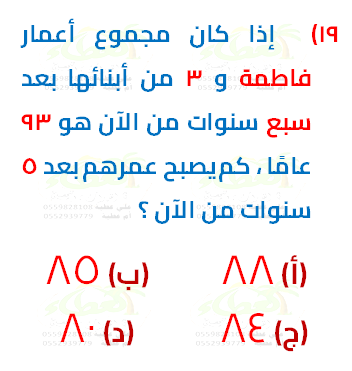 ١٩) إذا كان مجموع أعمار
فاطمة و ٣ من أبنائها بعد
سبع سنوات من الآن هو ٩٣
عامًا ، كم يصبح عمرهم بعد ٥
سنوات من الآن ؟
(أ) ٨٨ (ب) ٨٥
(ج) ٨٤ (د) ٨٠